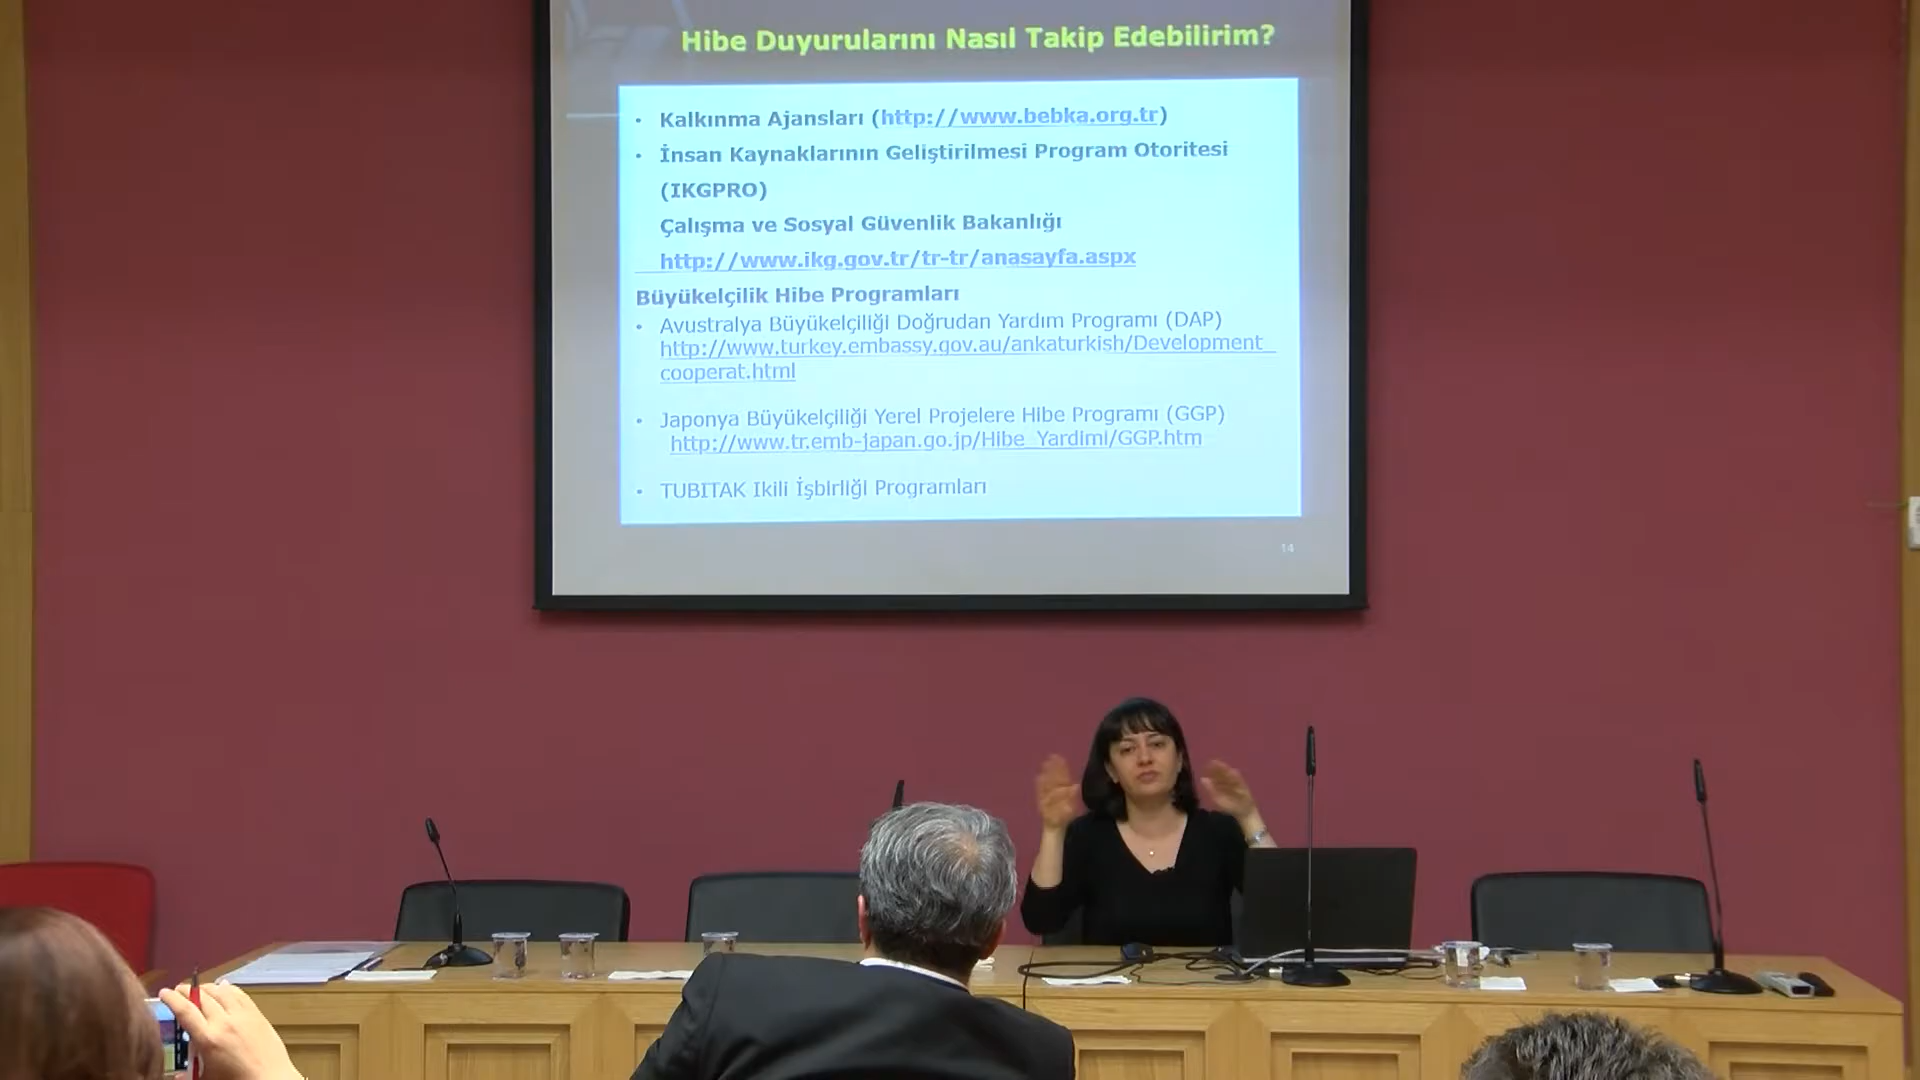 Hibe Duyurularını Nasıl Takip Edebilirim?
• Kalkınma Ajansları (http://www.bebka.org.tr)
• İnsan Kaynaklarının Geliştirilmesi Program Otoritesi
(IKGPRO)
Çalışma ve Sosyal Güvenlik Bakanlığı
http://www.ikg.gov.tr/tr-tr/anasayfa.aspx
Büyükelçilik Hibe Programları
• Avustralya Büyükelçiliği Doğrudan Yardım Programı (DAP)
http://www.turkey.embassy.gov.au/ankaturkish/Development_
cooperat.html
• Japonya Büyükelçiliği Yerel Projelere Hibe Programı (GGP)
http://www.tr.emb-japan.go.jp/Hibe_Yardimi/GGP.htm
• TUBITAK Ikili İşbirliği Programları
14